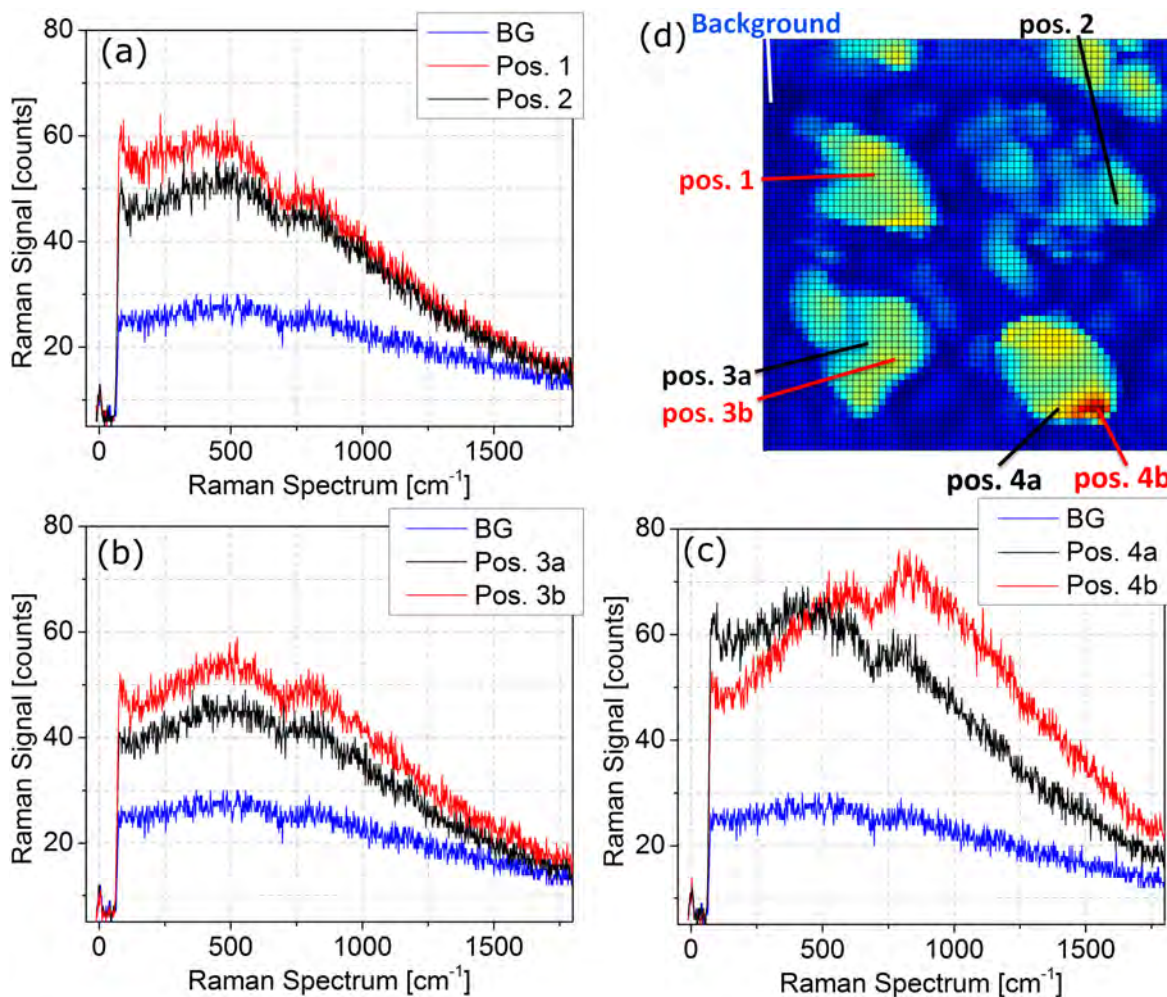 (a)
BG
Pos. 1
Pos. 2
80
60
40
20
Raman Signal [counts]
0
500
1000
1500
Raman Spectrum [cm⁻¹]
(d)
Background
pos. 2
pos. 1
pos. 3a
pos. 3b
pos. 4a
pos. 4b
(b)
BG
Pos. 3a
Pos. 3b
80
60
40
20
Raman Signal [counts]
0
500
1000
1500
Raman Spectrum [cm⁻¹]
(c)
BG
Pos. 4a
Pos. 4b
80
60
40
20
Raman Signal [counts]
0
500
1000
1500
Raman Spectrum [cm⁻¹]